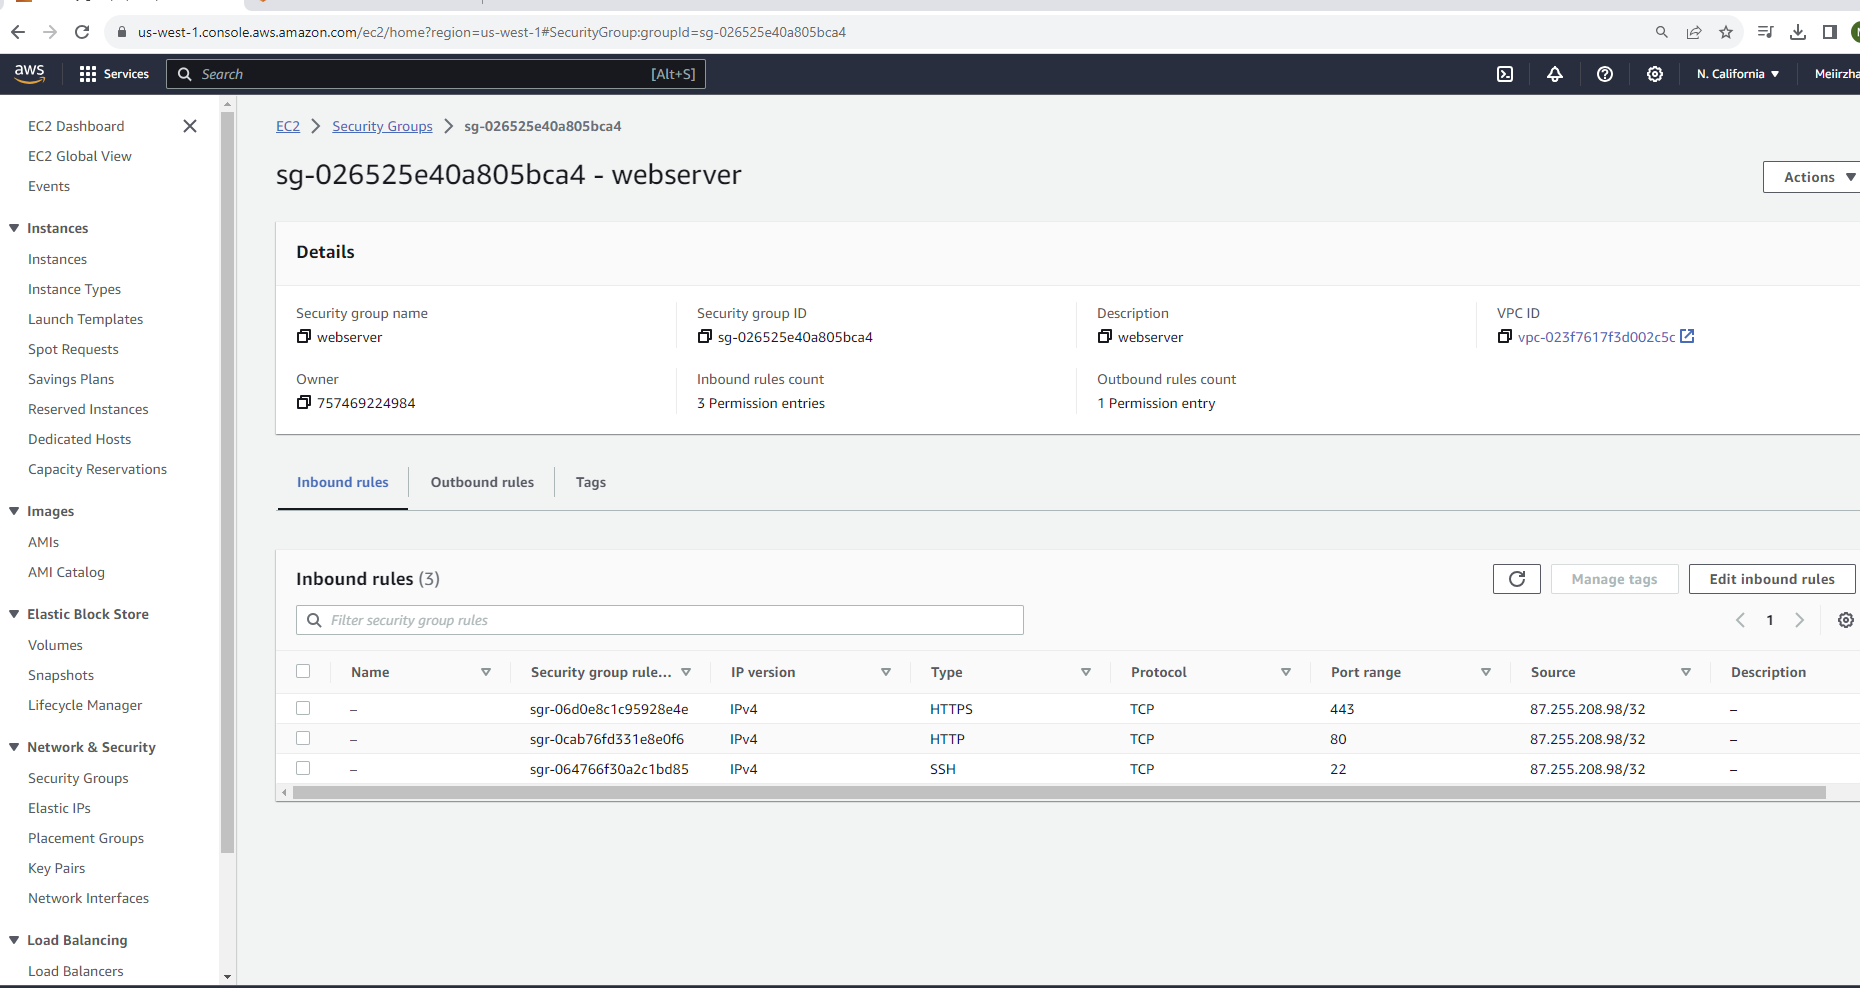 us-west-1.console.aws.amazon.com/ec2/home?region=us-west-1#SecurityGroup:groupId=sg-026525e40a805bca4
aws Services Search [Alt+S] N. California Meiirzha
EC2 Dashboard
EC2 Global View
Events
Instances
Instances
Instance Types
Launch Templates
Spot Requests
Savings Plans
Reserved Instances
Dedicated Hosts
Capacity Reservations
Images
AMIs
AMI Catalog
Elastic Block Store
Volumes
Snapshots
Lifecycle Manager
Network & Security
Security Groups
Elastic IPs
Placement Groups
Key Pairs
Network Interfaces
Load Balancing
Load Balancers
EC2 Security Groups sg-026525e40a805bca4
sg-026525e40a805bca4 - webserver
Actions
Details
Security group name Security group ID Description VPC ID
webserver sg-026525e40a805bca4 webserver vpc-023f7617f3d002c5c
Owner Inbound rules count Outbound rules count
757469224984 3 Permission entries 1 Permission entry
Inbound rules Outbound rules Tags
Inbound rules (3) Manage tags Edit inbound rules
Filter security group rules 1
Name Security group rule... IP version Type Protocol Port range Source Description
– sgr-06d0e8c1c95928e4e IPv4 HTTPS TCP 443 87.255.208.98/32 –
– sgr-0cab76fd331e8e0f6 IPv4 HTTP TCP 80 87.255.208.98/32 –
– sgr-064766f30a2c1bd85 IPv4 SSH TCP 22 87.255.208.98/32 –